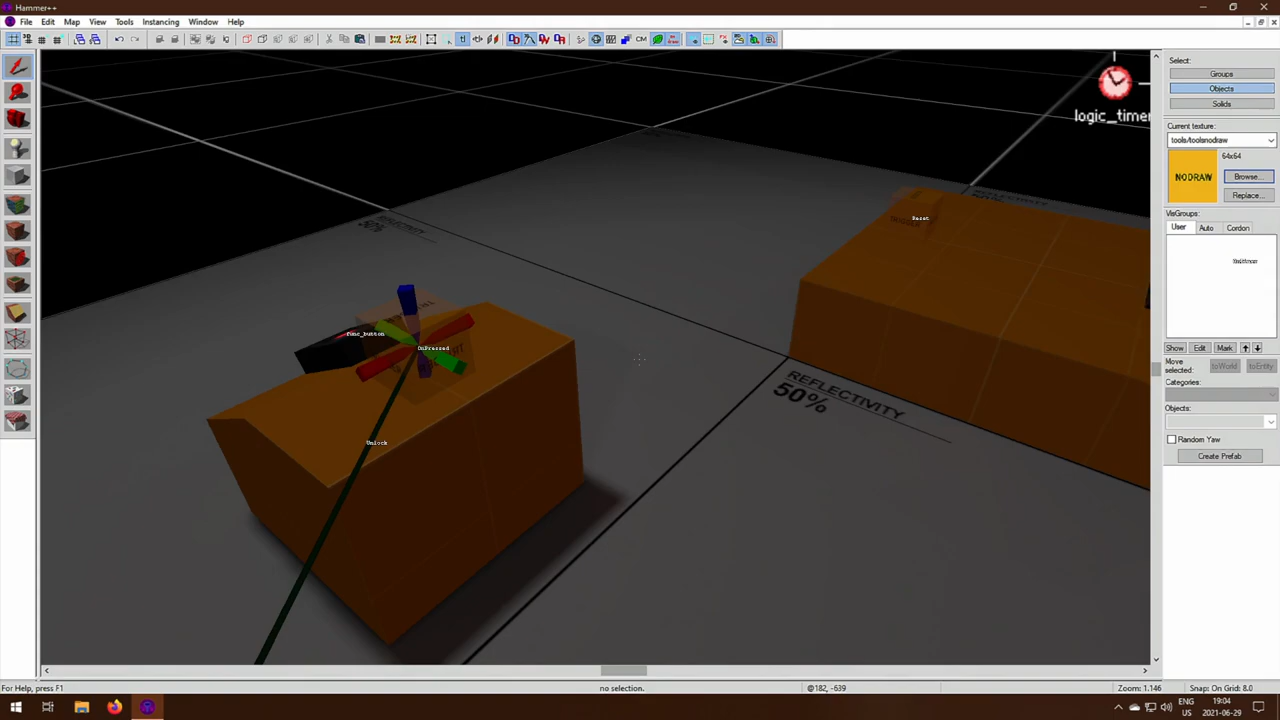 Hammer++
File Edit Map View Tools Instancing Window Help
Select:
Groups
Objects
Solids
Current texture:
tools/toolsnodraw
64x64
NODRAW
Browse...
Replace...
VisGroups:
User Auto Cordon
Show Edit Mark
Move selected: toWorld toEntity
Categories:
Objects:
Random Yaw
Create Prefab
logic_timer
REFLECTIVITY
50%
Reset
func_button
OnPressed
Unlock
REFLECTIVITY
50%
For Help, press F1
no selection.
@182, -639
Zoom: 1.146
Snap: On Grid: 8.0
ENG
US
19:04
2021-06-29